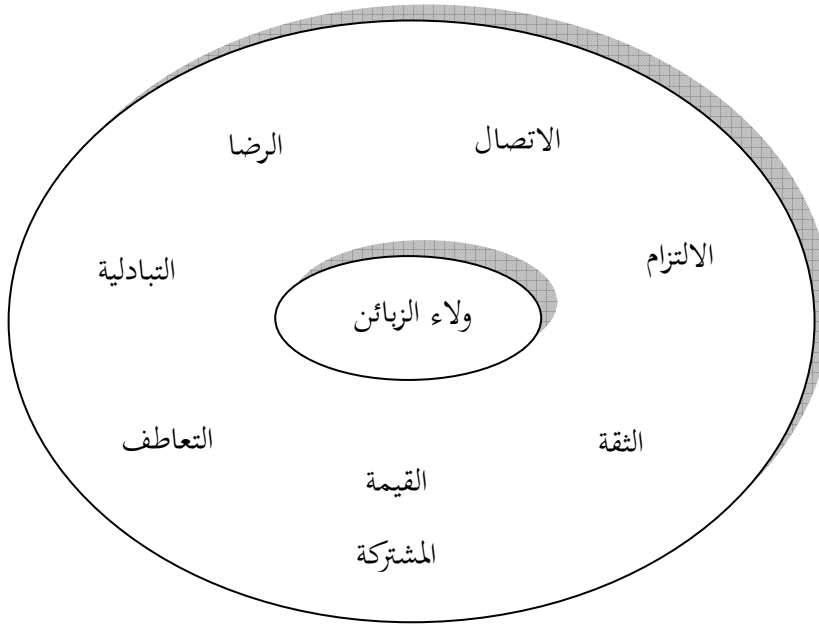 الاتصال
الرضا
الالتزام
التبادلية
ولاء الزبائن
الثقة
التعاطف
القيمة
المشتركة